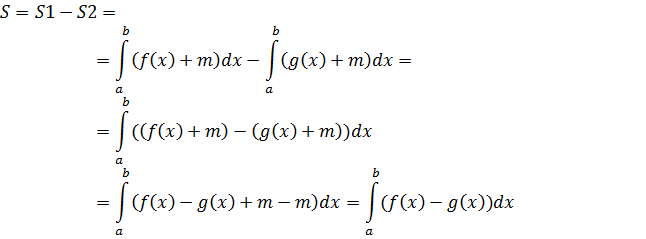 S = S1 − S2 =
= ∫_a^b (f(x) + m)dx − ∫_a^b (g(x) + m)dx =
= ∫_a^b ((f(x) + m) − (g(x) + m))dx
= ∫_a^b (f(x) − g(x) + m − m)dx = ∫_a^b (f(x) − g(x))dx